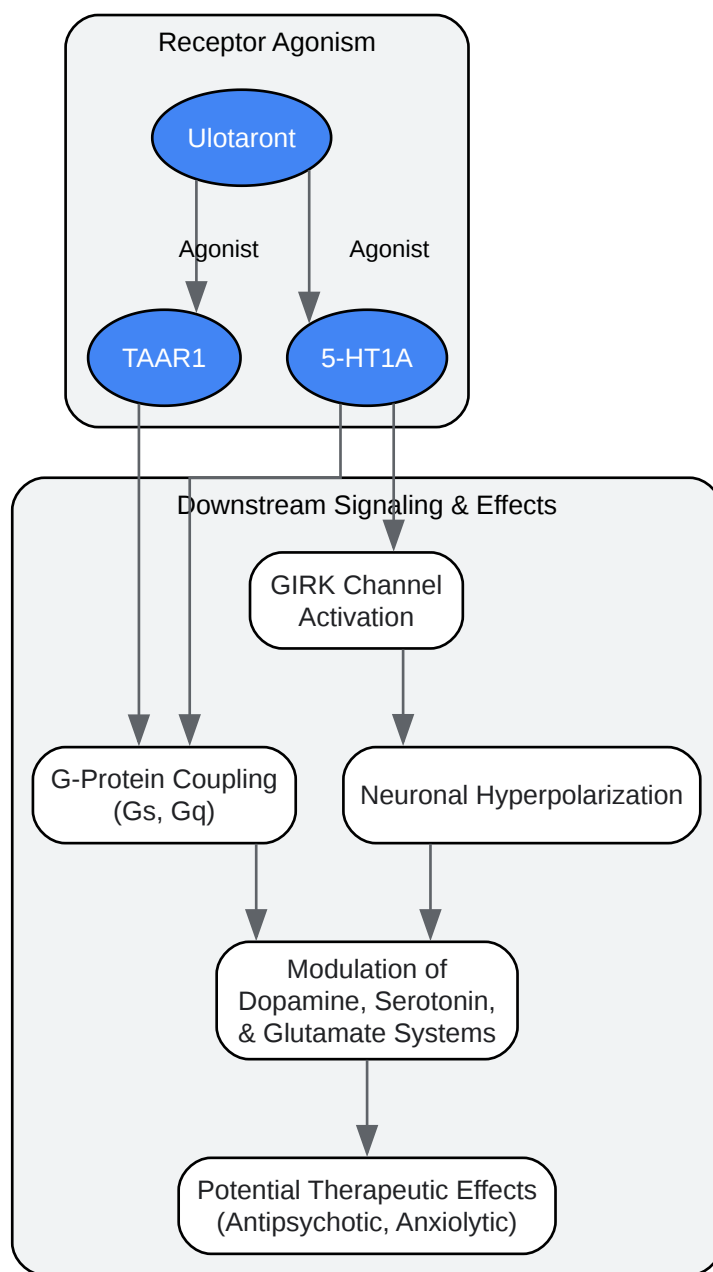 Receptor Agonism
Ulotaront
Agonist
Agonist
TAAR1
5-HT1A
Downstream Signaling & Effects
GIRK Channel
Activation
G-Protein Coupling
(Gs, Gq)
Neuronal Hyperpolarization
Modulation of
Dopamine, Serotonin,
& Glutamate Systems
Potential Therapeutic Effects
(Antipsychotic, Anxiolytic)